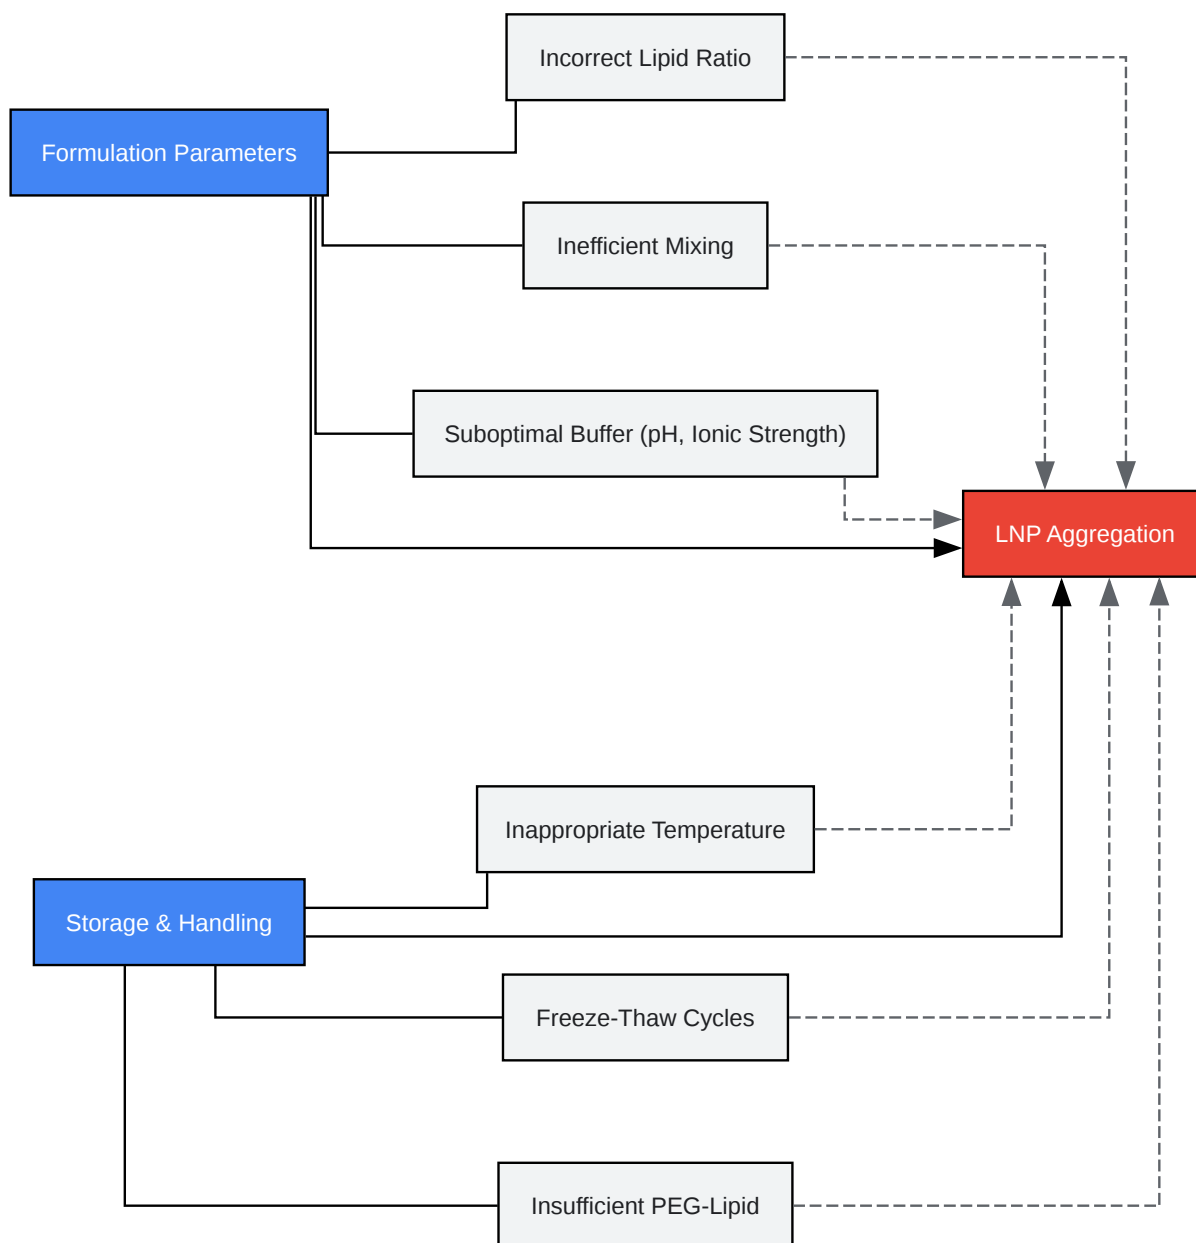 Incorrect Lipid Ratio
Formulation Parameters
Inefficient Mixing
Suboptimal Buffer (pH, Ionic Strength)
LNP Aggregation
Inappropriate Temperature
Storage & Handling
Freeze-Thaw Cycles
Insufficient PEG-Lipid